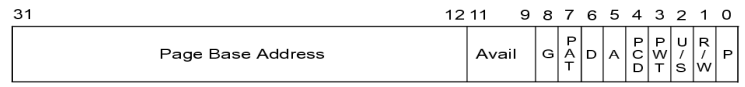 31 12 11 9 8 7 6 5 4 3 2 1 0
Page Base Address Avail G PAT D A PCD PWT U/S R/W P